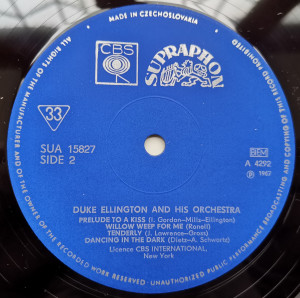 MADE IN CZECHOSLOVAKIA
ALL RIGHTS OF THE MANUFACTURER AND OF THE OWNER OF THE RECORDED WORK RESERVED UNAUTHORIZED PUBLIC PERFORMANCE BROADCASTING AND COPYING OF THIS RECORD PROHIBITED
CBS
SUPRAPHON
33
SUA 15827
SIDE 2
A 4292
℗ 1962
DUKE ELLINGTON AND HIS ORCHESTRA
PRELUDE TO A KISS (I. Gordon-Mills-Ellington)
WILLOW WEEP FOR ME (Ronell)
TENDERLY (J. Lawrence-Gross)
DANCING IN THE DARK (Dietz-A. Schwartz)
Licence CBS INTERNATIONAL,
New York